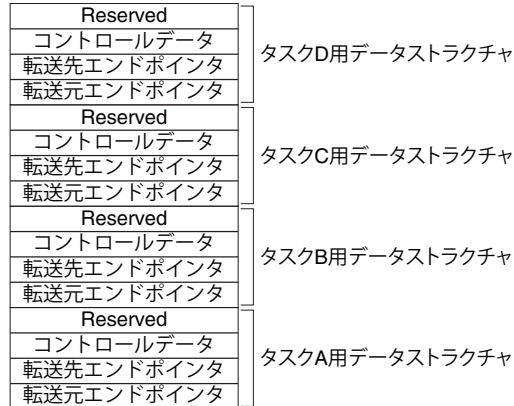 Reserved
コントロールデータ
転送先エンドポインタ
転送元エンドポインタ
タスクD用データストラクチャ
Reserved
コントロールデータ
転送先エンドポインタ
転送元エンドポインタ
タスクC用データストラクチャ
Reserved
コントロールデータ
転送先エンドポインタ
転送元エンドポインタ
タスクB用データストラクチャ
Reserved
コントロールデータ
転送先エンドポインタ
転送元エンドポインタ
タスクA用データストラクチャ